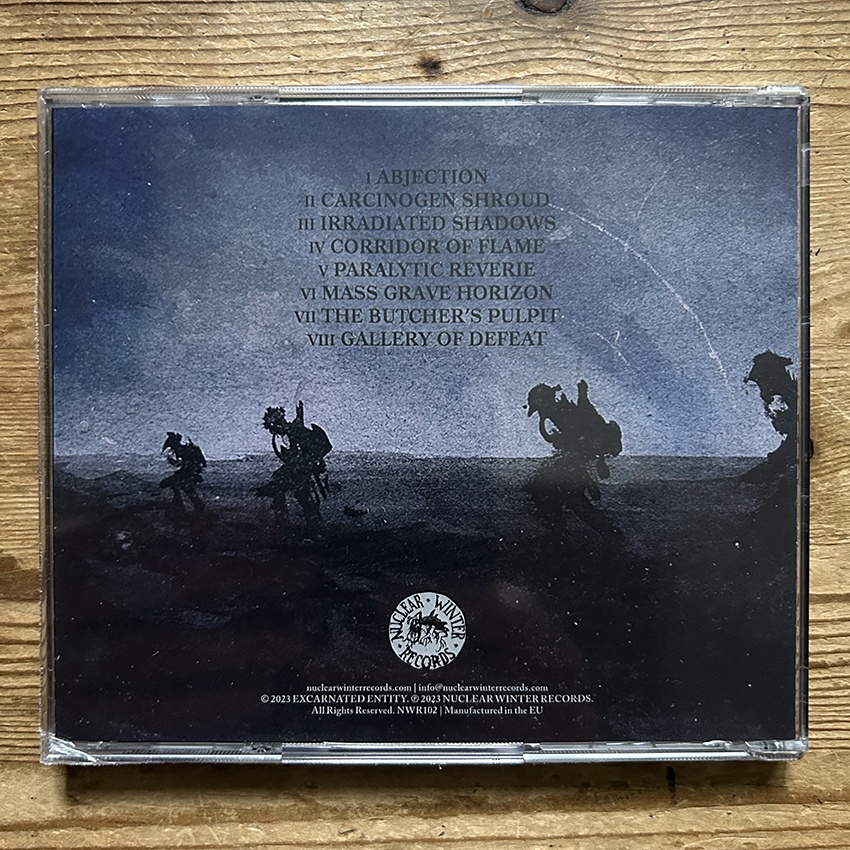 I ABJECTION
II CARCINOGEN SHROUD
III IRRADIATED SHADOWS
IV CORRIDOR OF FLAME
V PARALYTIC REVERIE
VI MASS GRAVE HORIZON
VII THE BUTCHER'S PULPIT
VIII GALLERY OF DEFEAT
NUCLEAR · WINTER
· RECORDS ·
nuclearwinterrecords.com | info@nuclearwinterrecords.com
© 2023 EXCARNATED ENTITY. ℗ 2023 NUCLEAR WINTER RECORDS.
All Rights Reserved. NWR102 | Manufactured in the EU